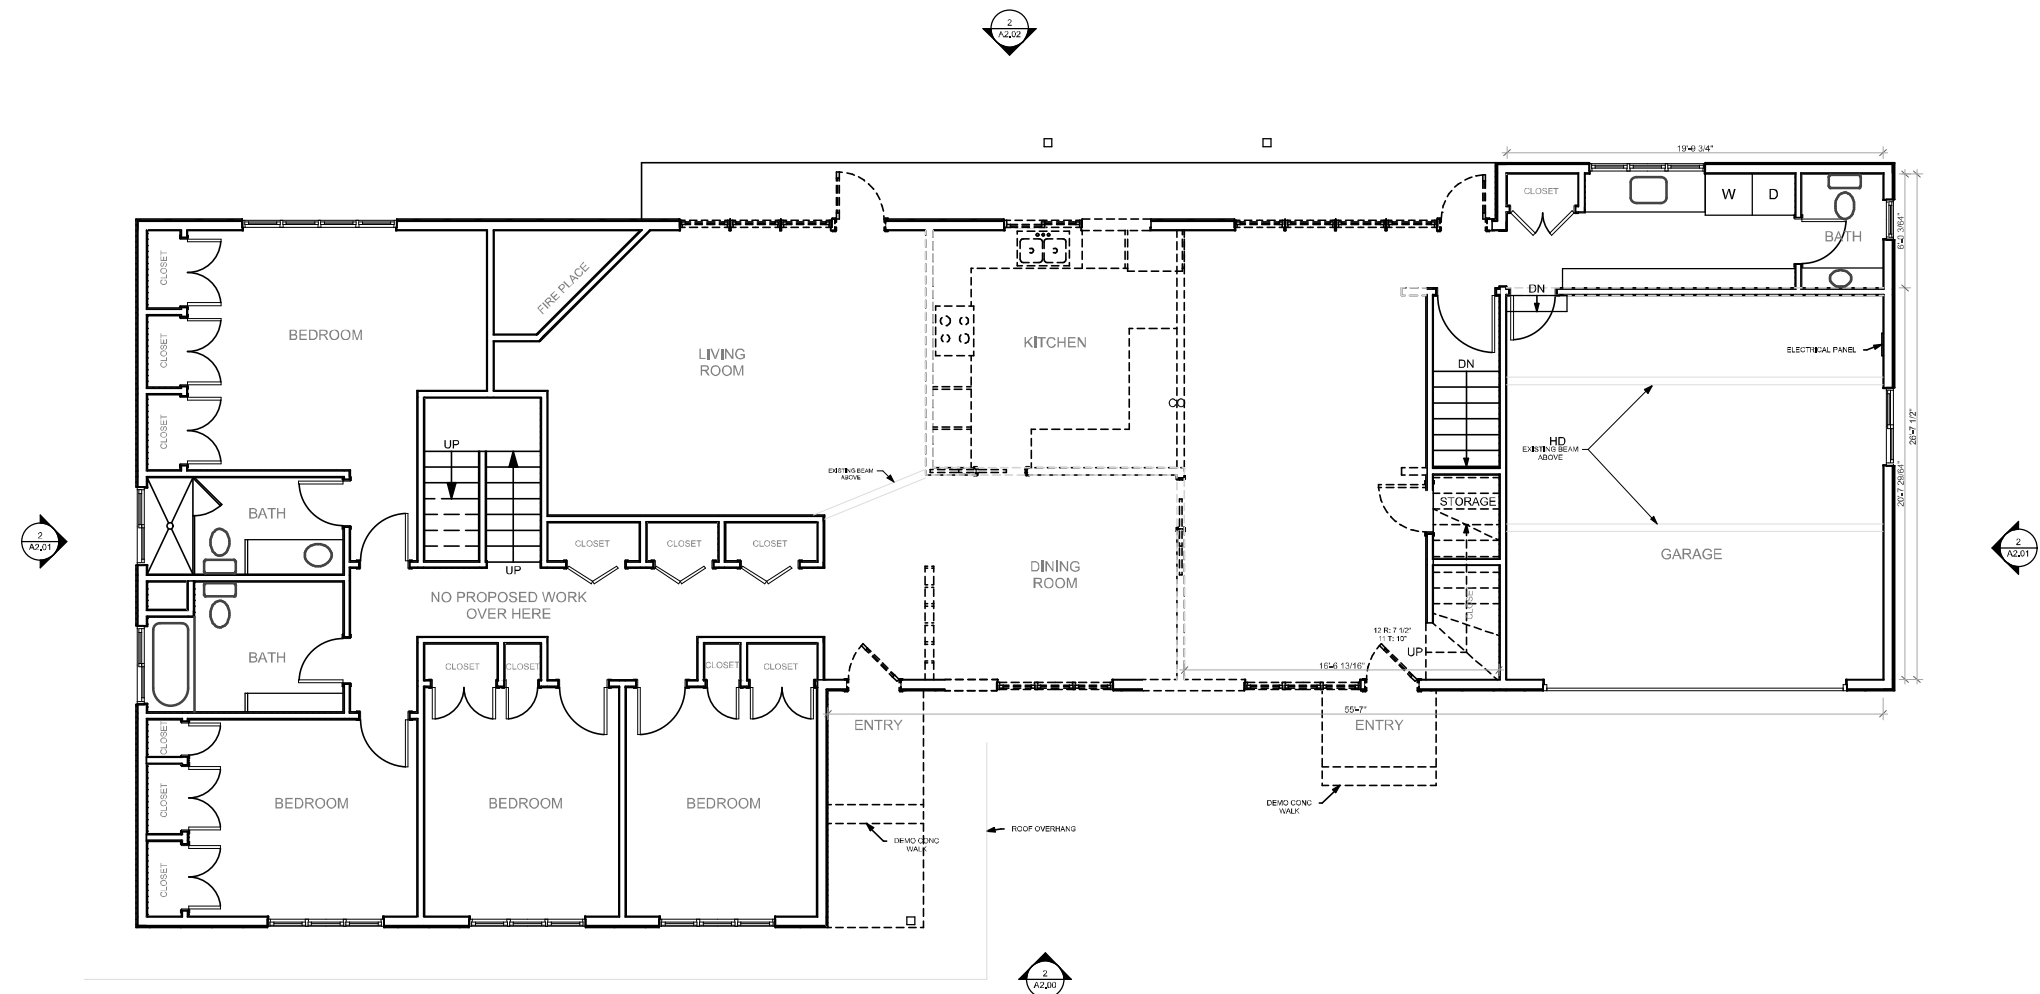 2
A2.02
19'-9 3/4"
CLOSET
W
D
BATH
6'-0 3/64"
CLOSET
FIRE PLACE
BEDROOM
KITCHEN
LIVING
ROOM
CLOSET
DN
ELECTRICAL PANEL
DN
CLOSET
UP
HD
EXISTING BEAM
ABOVE
26'-7 1/2"
20'-7 29/64"
EXISTING BEAM
ABOVE
STORAGE
BATH
2
A2.01
CLOSET
CLOSET
CLOSET
UP
GARAGE
2
A2.01
DINING
ROOM
NO PROPOSED WORK
OVER HERE
12 R: 7 1/2"
11 T: 10"
UP
BATH
CLOSET
CLOSET
CLOSET
CLOSET
16'-6 13/16"
55'-7"
ENTRY
ENTRY
CLOSET
CLOSET
BEDROOM
BEDROOM
BEDROOM
DEMO CONC
WALK
ROOF OVERHANG
DEMO CONC
WALK
CLOSET
2
A2.00